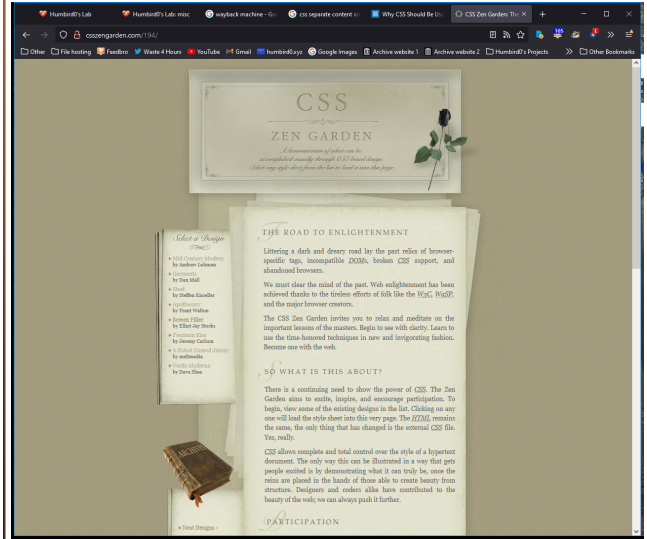 Humbird0's Lab
Humbird0's Lab: misc
wayback machine - Goo
css separate content an
Why CSS Should Be Use
CSS Zen Garden: The
csszengarden.com/194/
105
Other
File hosting
Feedbro
Waste 4 Hours
YouTube
Gmail
humbird0.xyz
Google Images
Archive website 1
Archive website 2
Humbird0's Projects
Other Bookmarks
CSS
ZEN GARDEN
A demonstration of what can be
accomplished visually through CSS-based design.
Select any style sheet from the list to load it into this page.
Select a Design
Mid Century Modern
by Andrew Lohman
Garments
by Dan Mall
Steel
by Steffen Knoeller
Apothecary
by Trent Walton
Screen Filler
by Elliot Jay Stocks
Fountain Kiss
by Jeremy Carlson
A Robot Named Jimmy
by meltmedia
Verde Moderna
by Dave Shea
ARCHIVES
Next Designs
THE ROAD TO ENLIGHTENMENT
Littering a dark and dreary road lay the past relics of browser-
specific tags, incompatible DOMs, broken CSS support, and
abandoned browsers.
We must clear the mind of the past. Web enlightenment has been
achieved thanks to the tireless efforts of folk like the W3C, WaSP,
and the major browser creators.
The CSS Zen Garden invites you to relax and meditate on the
important lessons of the masters. Begin to see with clarity. Learn to
use the time-honored techniques in new and invigorating fashion.
Become one with the web.
SO WHAT IS THIS ABOUT?
There is a continuing need to show the power of CSS. The Zen
Garden aims to excite, inspire, and encourage participation. To
begin, view some of the existing designs in the list. Clicking on any
one will load the style sheet into this very page. The HTML remains
the same, the only thing that has changed is the external CSS file.
Yes, really.
CSS allows complete and total control over the style of a hypertext
document. The only way this can be illustrated in a way that gets
people excited is by demonstrating what it can truly be, once the
reins are placed in the hands of those able to create beauty from
structure. Designers and coders alike have contributed to the
beauty of the web; we can always push it further.
PARTICIPATION